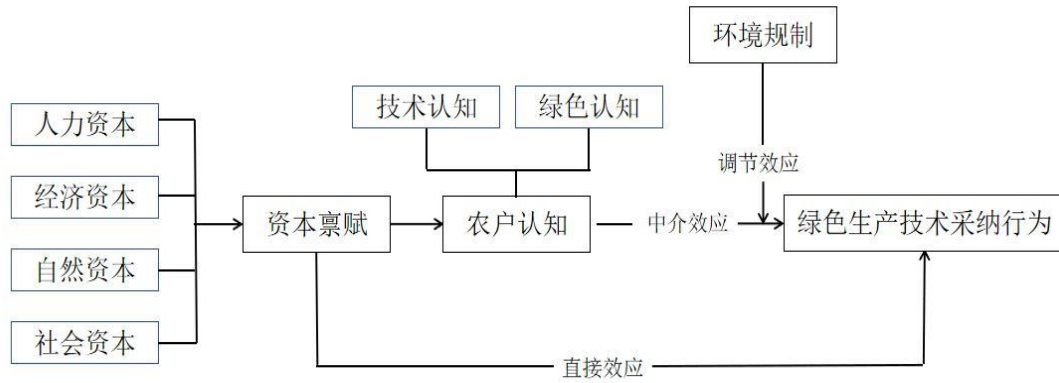 环境规制
技术认知
绿色认知
人力资本
调节效应
经济资本
资本禀赋
农户认知
中介效应
绿色生产技术采纳行为
自然资本
社会资本
直接效应